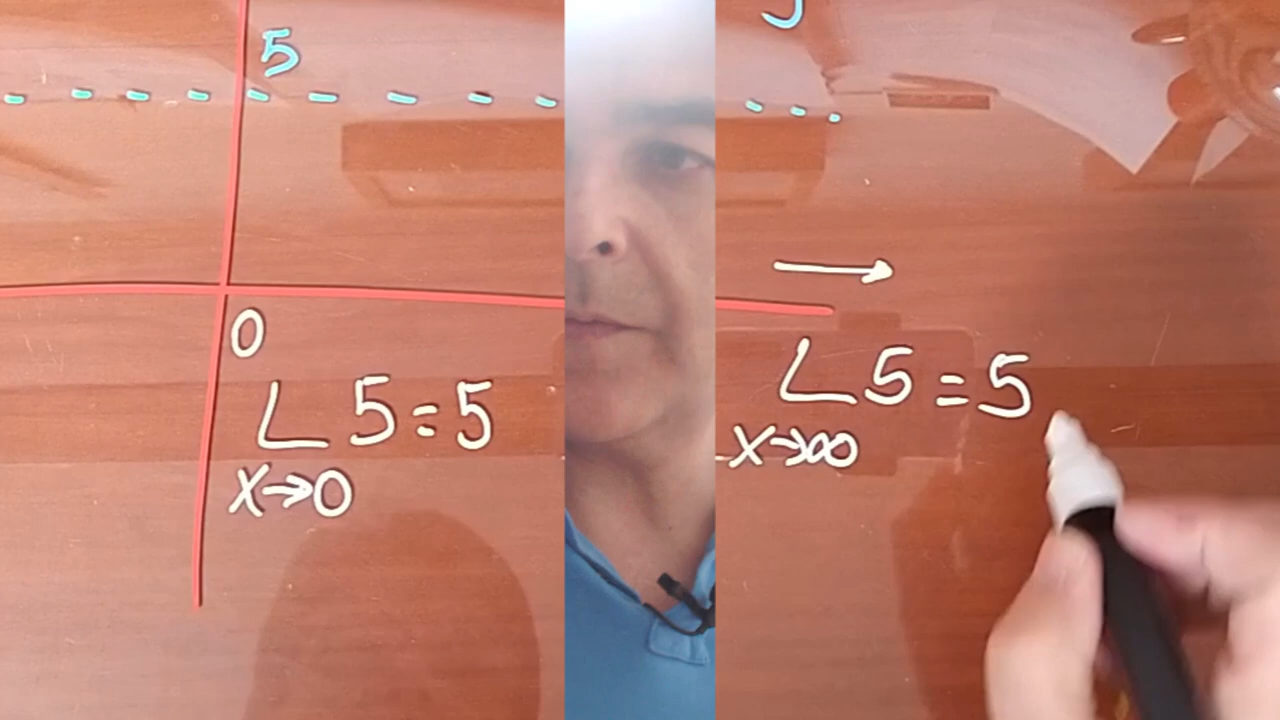 5
0
L 5 = 5
x→0
L 5 = 5
x→∞